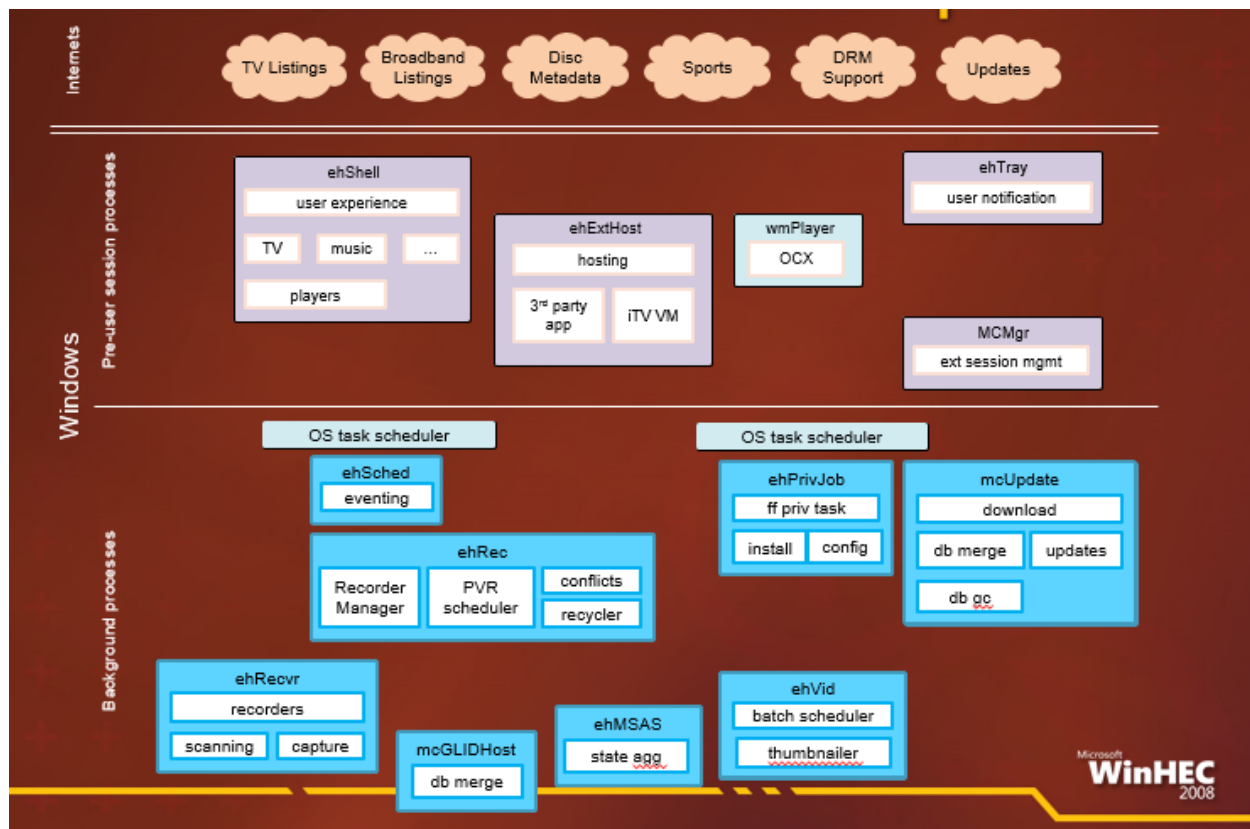 Internets
TV Listings
Broadband
Listings
Disc
Metadata
Sports
DRM
Support
Updates
Windows
Pre-user session processes
ehShell
user experience
TV
music
...
players
ehExtHost
hosting
3rd party
app
iTV VM
wmPlayer
OCX
ehTray
user notification
MCMgr
ext session mgmt
Background processes
OS task scheduler
OS task scheduler
ehSched
eventing
ehRec
Recorder
Manager
PVR
scheduler
conflicts
recycler
ehPrivJob
ff priv task
install
config
mcUpdate
download
db merge
updates
db gc
ehRecvr
recorders
scanning
capture
mcGLIDHost
db merge
ehMSAS
state agg
ehVid
batch scheduler
thumbnailer
Microsoft
WinHEC
2008